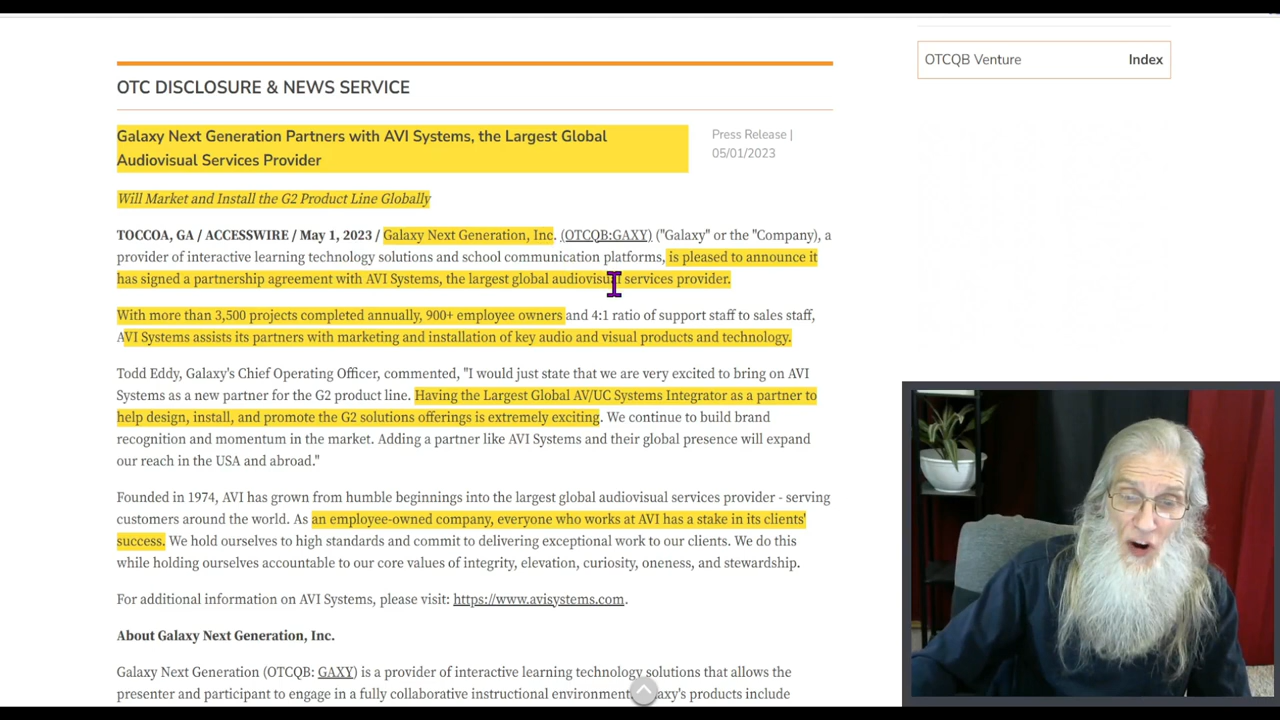 OTCQB Venture Index
OTC DISCLOSURE & NEWS SERVICE
Galaxy Next Generation Partners with AVI Systems, the Largest Global
Audiovisual Services Provider
Press Release |
05/01/2023
Will Market and Install the G2 Product Line Globally
TOCCOA, GA / ACCESSWIRE / May 1, 2023 / Galaxy Next Generation, Inc. (OTCQB:GAXY) ("Galaxy" or the "Company), a
provider of interactive learning technology solutions and school communication platforms, is pleased to announce it
has signed a partnership agreement with AVI Systems, the largest global audiovisual services provider.
With more than 3,500 projects completed annually, 900+ employee owners and 4:1 ratio of support staff to sales staff,
AVI Systems assists its partners with marketing and installation of key audio and visual products and technology.
Todd Eddy, Galaxy's Chief Operating Officer, commented, "I would just state that we are very excited to bring on AVI
Systems as a new partner for the G2 product line. Having the Largest Global AV/UC Systems Integrator as a partner to
help design, install, and promote the G2 solutions offerings is extremely exciting. We continue to build brand
recognition and momentum in the market. Adding a partner like AVI Systems and their global presence will expand
our reach in the USA and abroad."
Founded in 1974, AVI has grown from humble beginnings into the largest global audiovisual services provider - serving
customers around the world. As an employee-owned company, everyone who works at AVI has a stake in its clients'
success. We hold ourselves to high standards and commit to delivering exceptional work to our clients. We do this
while holding ourselves accountable to our core values of integrity, elevation, curiosity, oneness, and stewardship.
For additional information on AVI Systems, please visit: https://www.avisystems.com.
About Galaxy Next Generation, Inc.
Galaxy Next Generation (OTCQB: GAXY) is a provider of interactive learning technology solutions that allows the
presenter and participant to engage in a fully collaborative instructional environment. Galaxy's products include